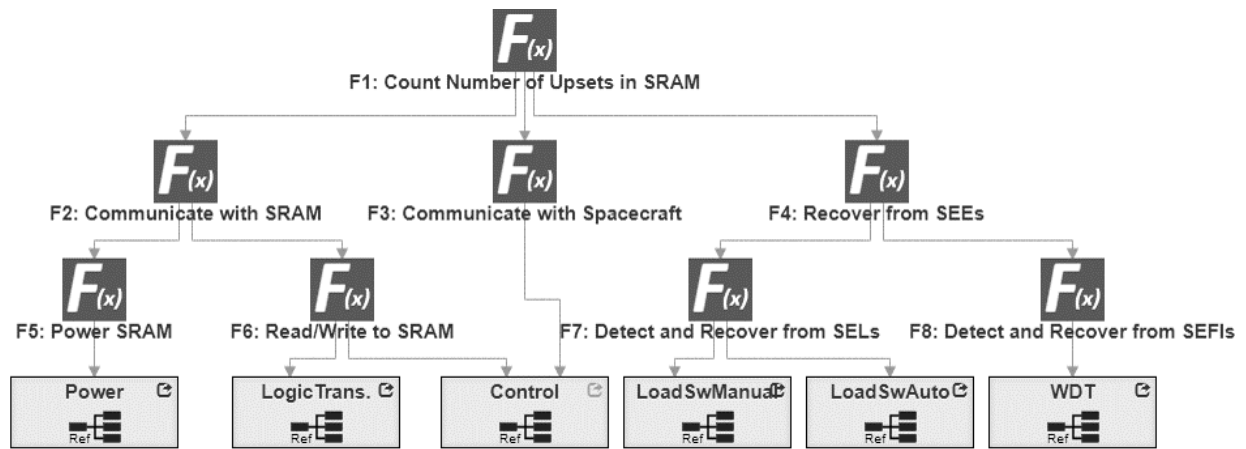 F(x)
F1: Count Number of Upsets in SRAM
F(x) F(x) F(x)
F2: Communicate with SRAM F3: Communicate with Spacecraft F4: Recover from SEEs
F(x) F(x) F(x) F(x)
F5: Power SRAM F6: Read/Write to SRAM F7: Detect and Recover from SELs F8: Detect and Recover from SEFIs
Power LogicTrans. Control LoadSwManual LoadSwAuto WDT
Ref Ref Ref Ref Ref Ref